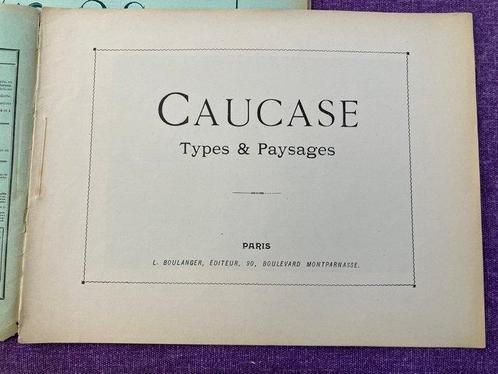 CAUCASE
Types & Paysages
PARIS
L. BOULANGER, ÉDITEUR, 90, BOULEVARD MONTPARNASSE.